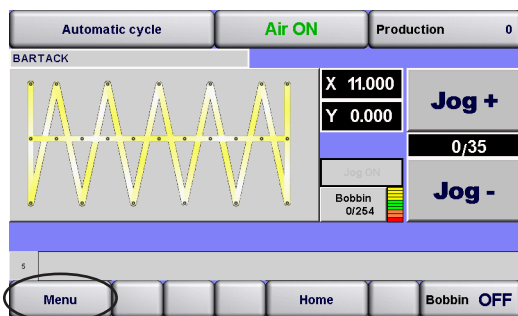 Automatic cycle
Air ON
Production 0
BARTACK
X 11.000
Y 0.000
Jog +
0/35
Jog ON
Bobbin
0/254
Jog -
5
Menu
Home
Bobbin OFF